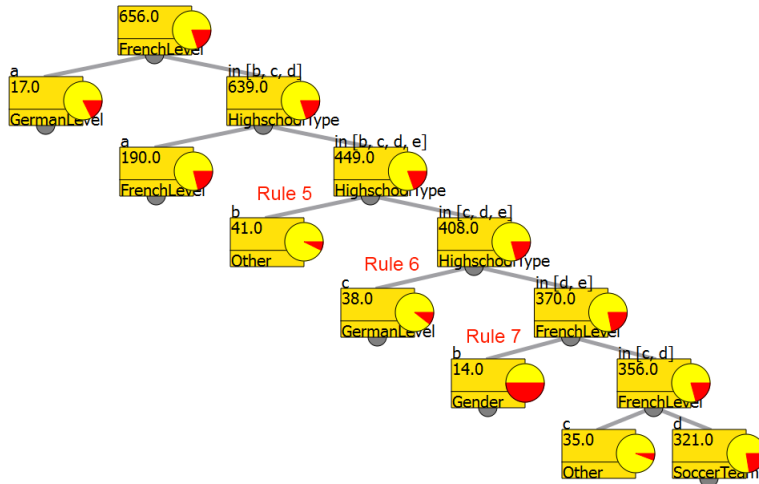 656.0
FrenchLevel
a
in [b, c, d]
17.0
639.0
GermanLevel
HighschoolType
a
in [b, c, d, e]
190.0
449.0
FrenchLevel
HighschoolType
Rule 5
b
in [c, d, e]
41.0
408.0
Other
HighschoolType
Rule 6
c
in [d, e]
38.0
370.0
GermanLevel
FrenchLevel
Rule 7
b
in [c, d]
14.0
356.0
Gender
FrenchLevel
c
d
35.0
321.0
Other
SoccerTeam